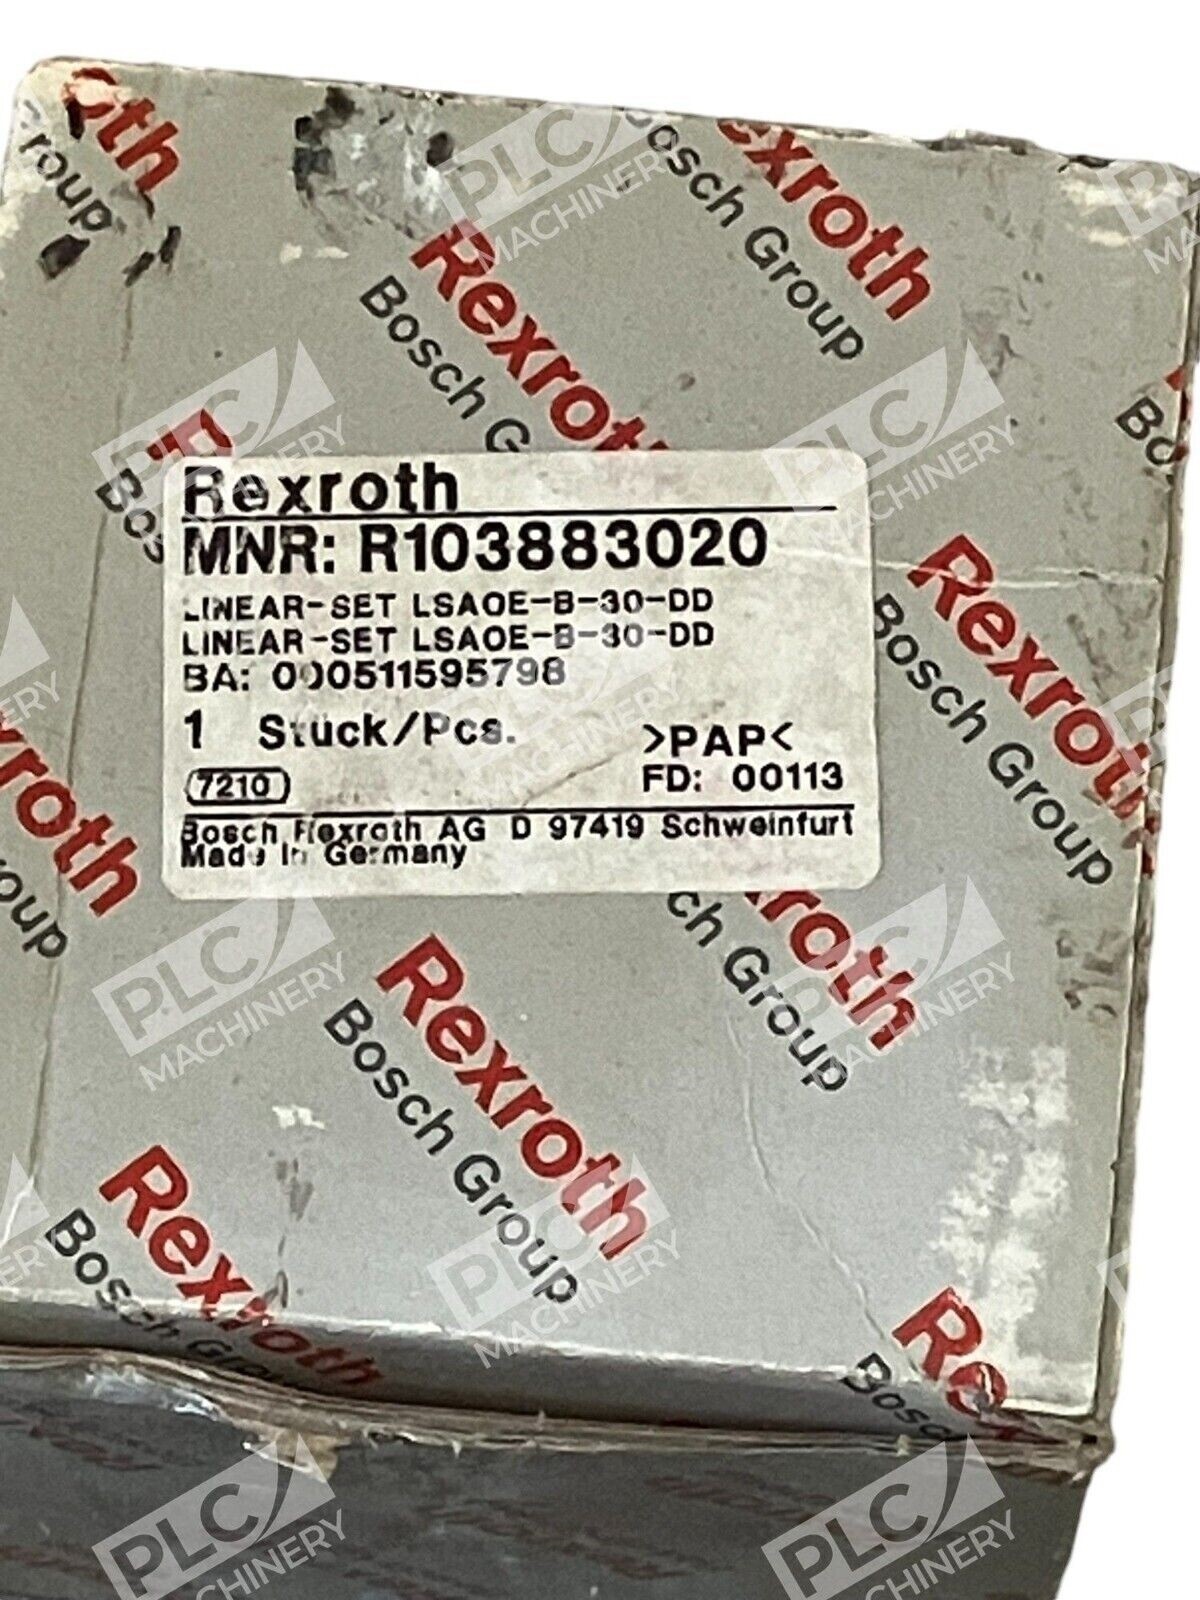 Rexroth
Bosch Group
Rexroth
MNR: R103883020
LINEAR-SET LSAOE-B-30-DD
LINEAR-SET LSAOE-B-30-DD
BA: 000511595798
1 Stück/Pcs. >PAP<
7210 FD: 00113
Bosch Rexroth AG D 97419 Schweinfurt
Made in Germany
Rexroth
Bosch Group
Rexroth
Bosch Group
Rexroth
Bosch Group
PLC
MACHINERY